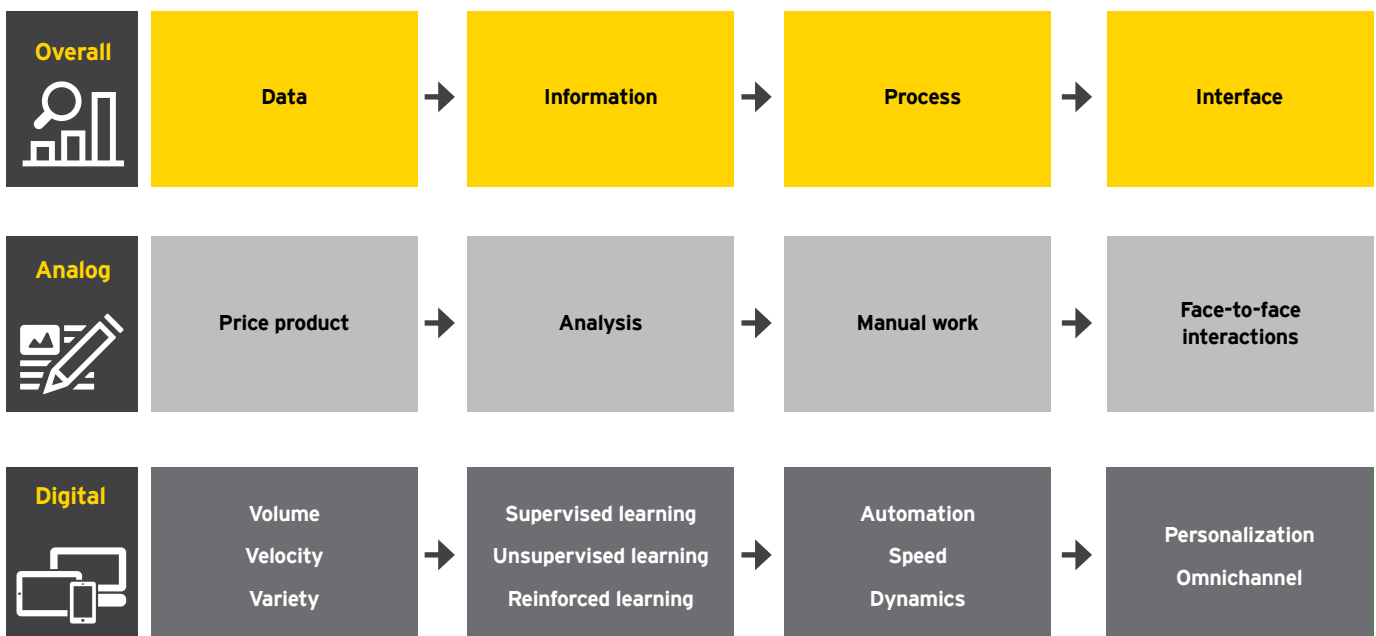 Overall
Data
Information
Process
Interface
Analog
Price product
Analysis
Manual work
Face-to-face
interactions
Digital
Volume
Velocity
Variety
Supervised learning
Unsupervised learning
Reinforced learning
Automation
Speed
Dynamics
Personalization
Omnichannel